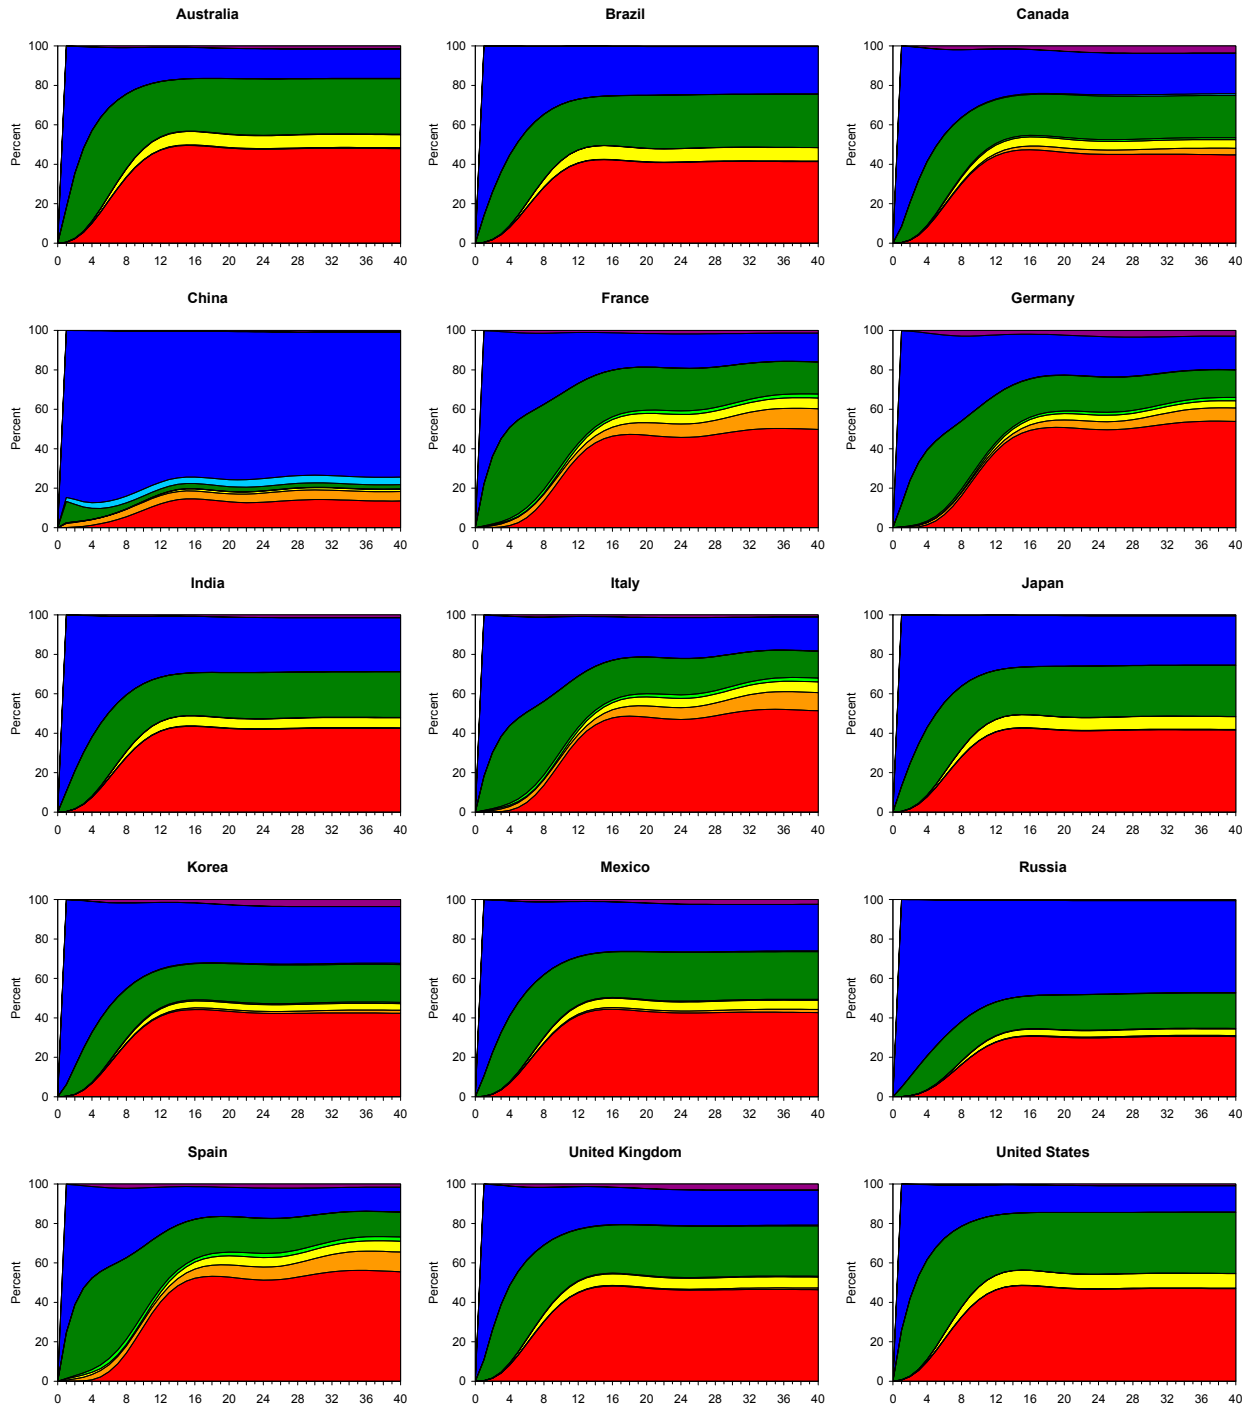 Australia Brazil Canada
100 100 100
80 80 80
60 60 60
Percent Percent Percent
40 40 40
20 20 20
0 0 0
0 4 8 12 16 20 24 28 32 36 40 0 4 8 12 16 20 24 28 32 36 40 0 4 8 12 16 20 24 28 32 36 40
China France Germany
100 100 100
80 80 80
60 60 60
Percent Percent Percent
40 40 40
20 20 20
0 0 0
0 4 8 12 16 20 24 28 32 36 40 0 4 8 12 16 20 24 28 32 36 40 0 4 8 12 16 20 24 28 32 36 40
India Italy Japan
100 100 100
80 80 80
60 60 60
Percent Percent Percent
40 40 40
20 20 20
0 0 0
0 4 8 12 16 20 24 28 32 36 40 0 4 8 12 16 20 24 28 32 36 40 0 4 8 12 16 20 24 28 32 36 40
Korea Mexico Russia
100 100 100
80 80 80
60 60 60
Percent Percent Percent
40 40 40
20 20 20
0 0 0
0 4 8 12 16 20 24 28 32 36 40 0 4 8 12 16 20 24 28 32 36 40 0 4 8 12 16 20 24 28 32 36 40
Spain United Kingdom United States
100 100 100
80 80 80
60 60 60
Percent Percent Percent
40 40 40
20 20 20
0 0 0
0 4 8 12 16 20 24 28 32 36 40 0 4 8 12 16 20 24 28 32 36 40 0 4 8 12 16 20 24 28 32 36 40